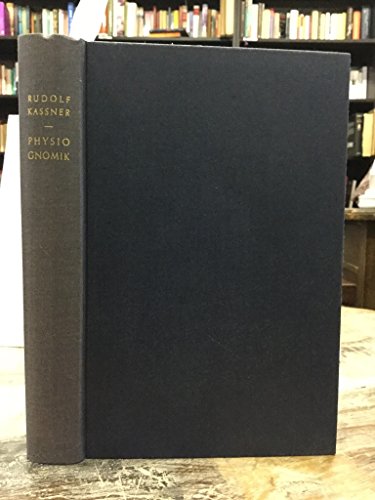 RUDOLF
KASSNER
—
PHYSIO
GNOMIK